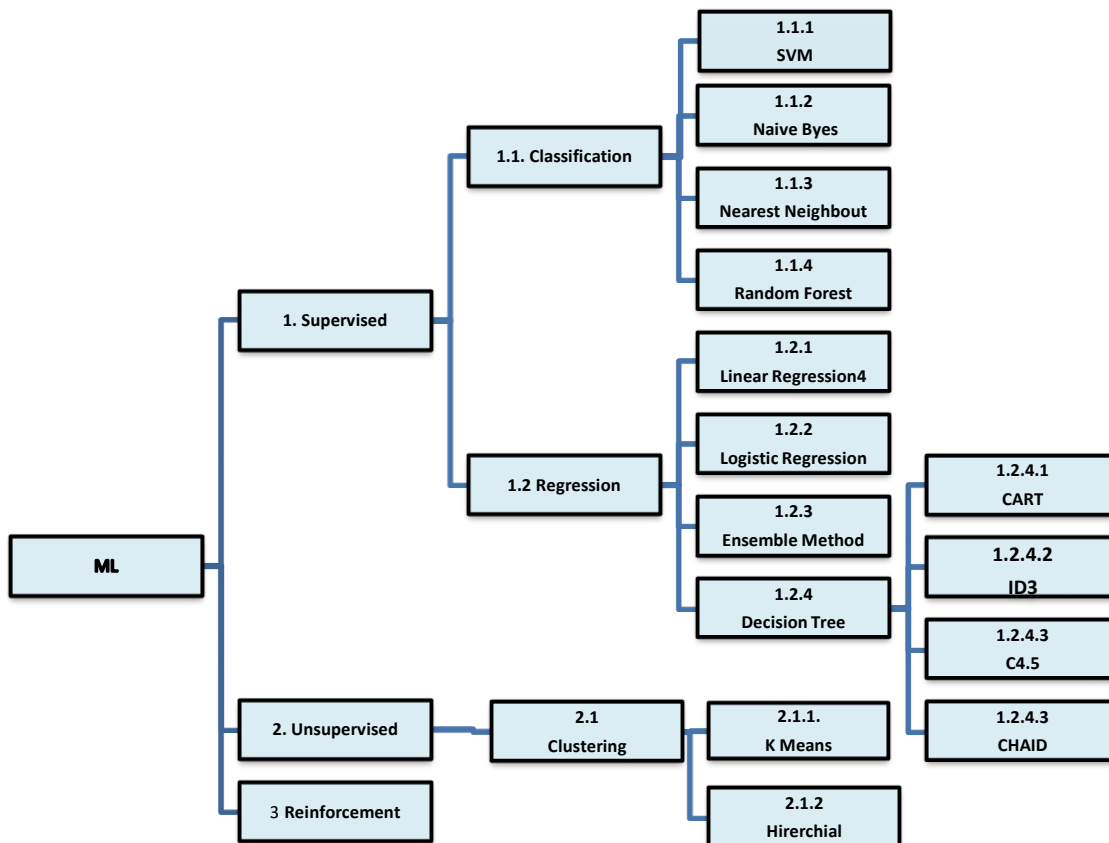 1.1.1
SVM
1.1.2
Naive Byes
1.1. Classification
1.1.3
Nearest Neighbout
1.1.4
Random Forest
1. Supervised
1.2.1
Linear Regression4
1.2.2
Logistic Regression
1.2 Regression
1.2.3
Ensemble Method
1.2.4
Decision Tree
1.2.4.1
CART
1.2.4.2
ID3
1.2.4.3
C4.5
1.2.4.3
CHAID
ML
2. Unsupervised
2.1
Clustering
2.1.1.
K Means
2.1.2
Hirerchial
3 Reinforcement